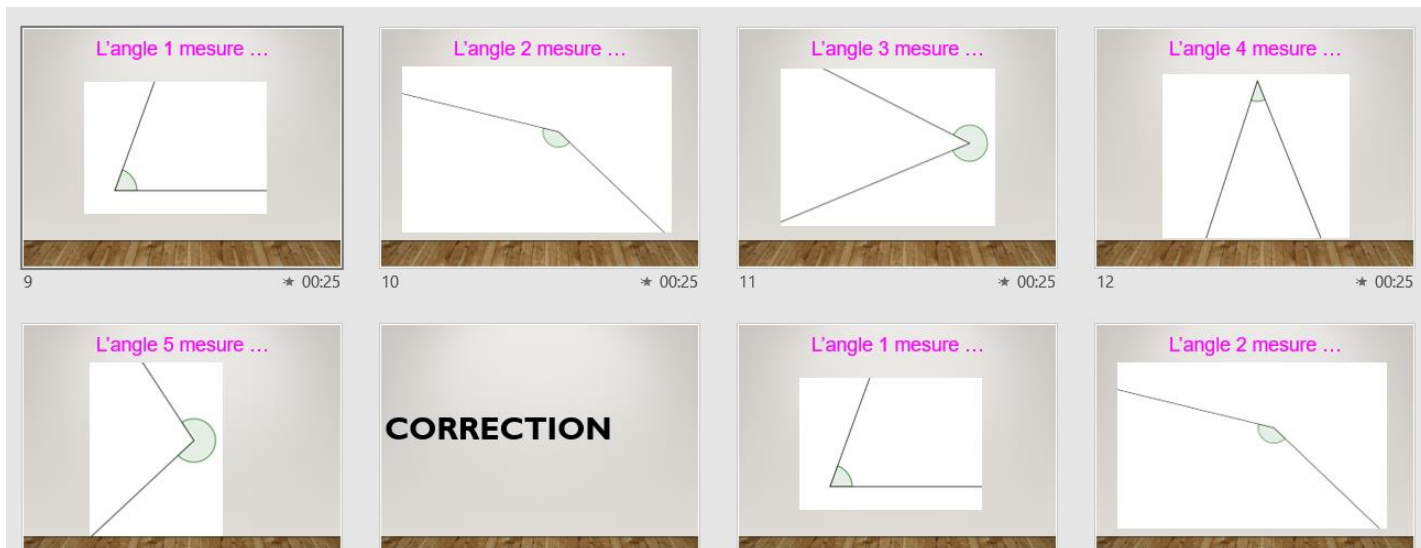 L'angle 1 mesure …
L'angle 2 mesure …
L'angle 3 mesure …
L'angle 4 mesure …
9 00:25
10 00:25
11 00:25
12 00:25
L'angle 5 mesure …
CORRECTION
L'angle 1 mesure …
L'angle 2 mesure …